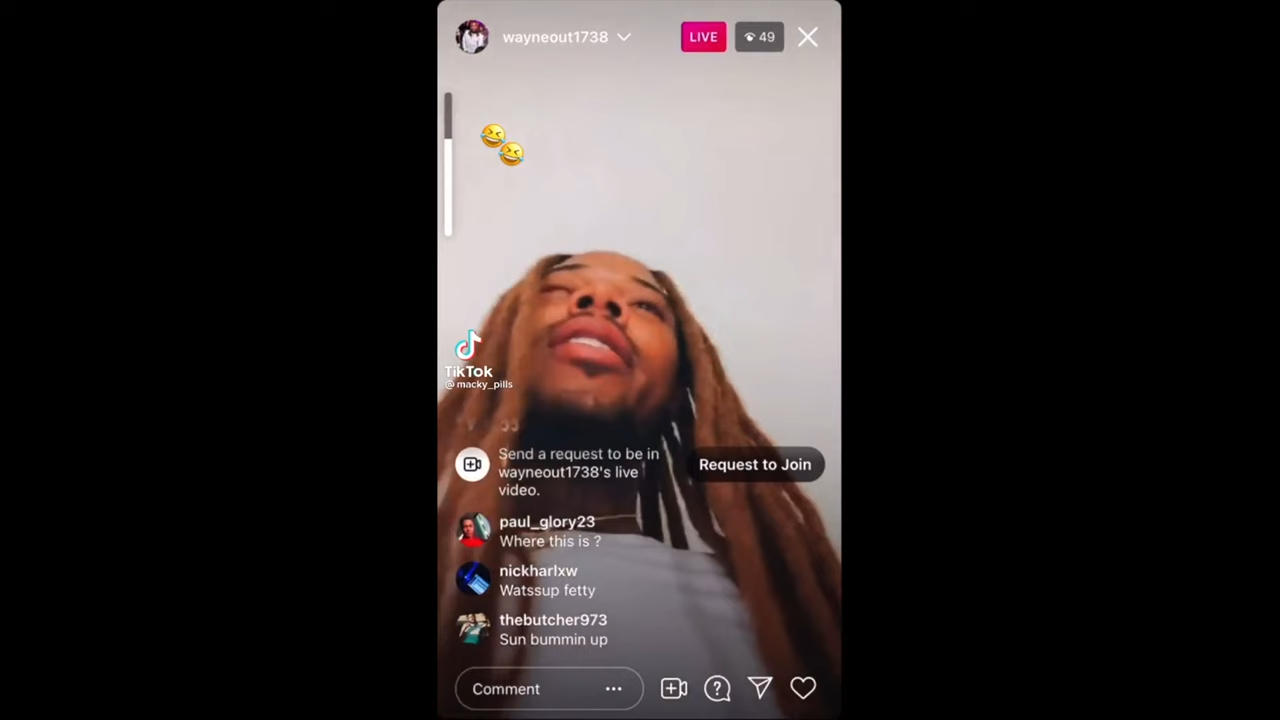 wayneout1738
LIVE
49
TikTok
@macky_pills
Send a request to be in
wayneout1738's live
video.
Request to Join
paul_glory23
Where this is ?
nickharlxw
Watssup fetty
thebutcher973
Sun bummin up
Comment